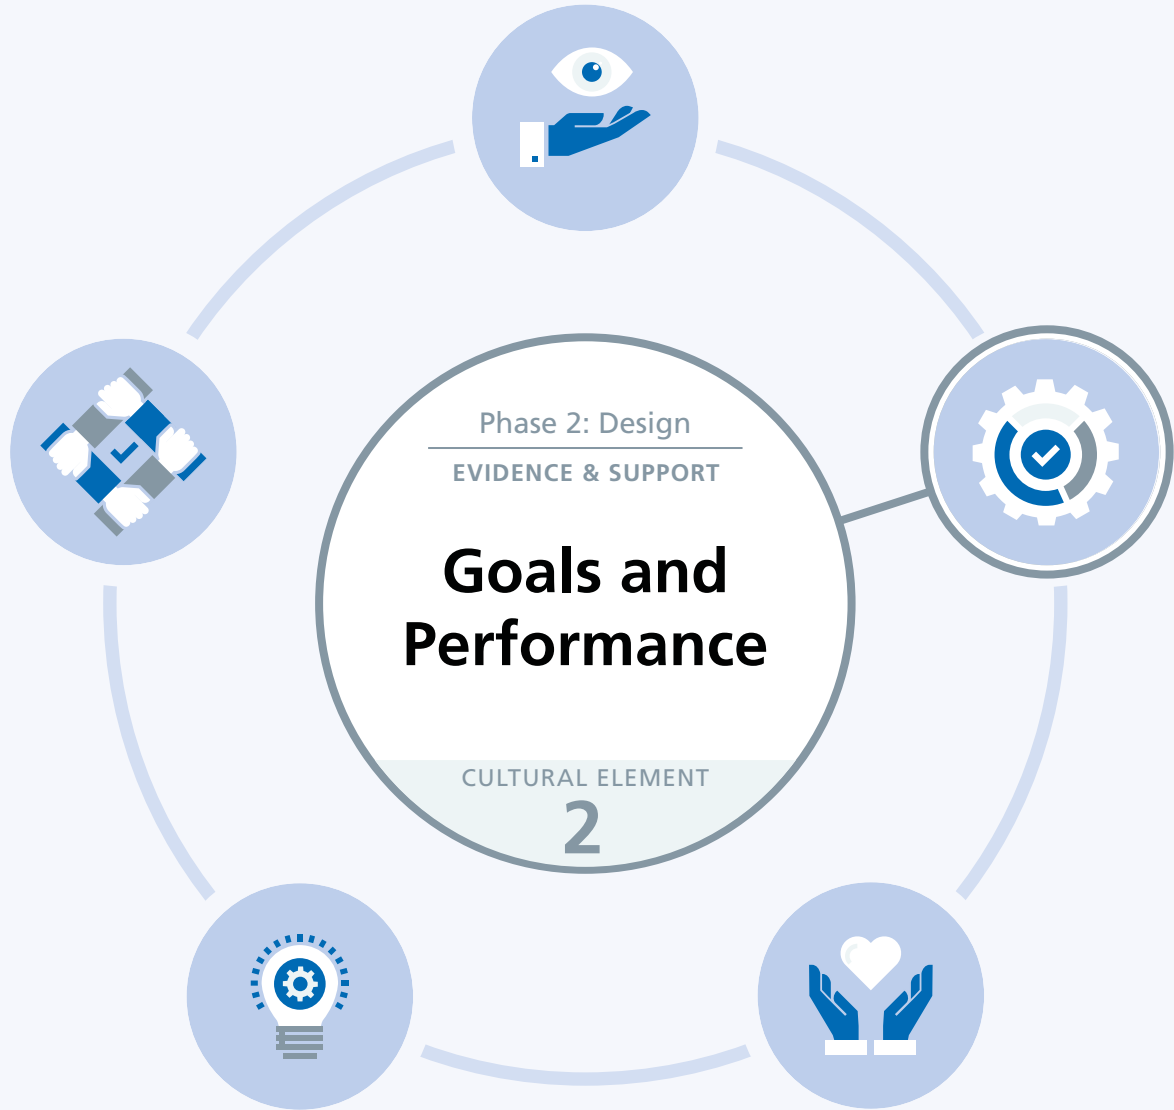 Phase 2: Design
EVIDENCE & SUPPORT
Goals and
Performance
CULTURAL ELEMENT
2